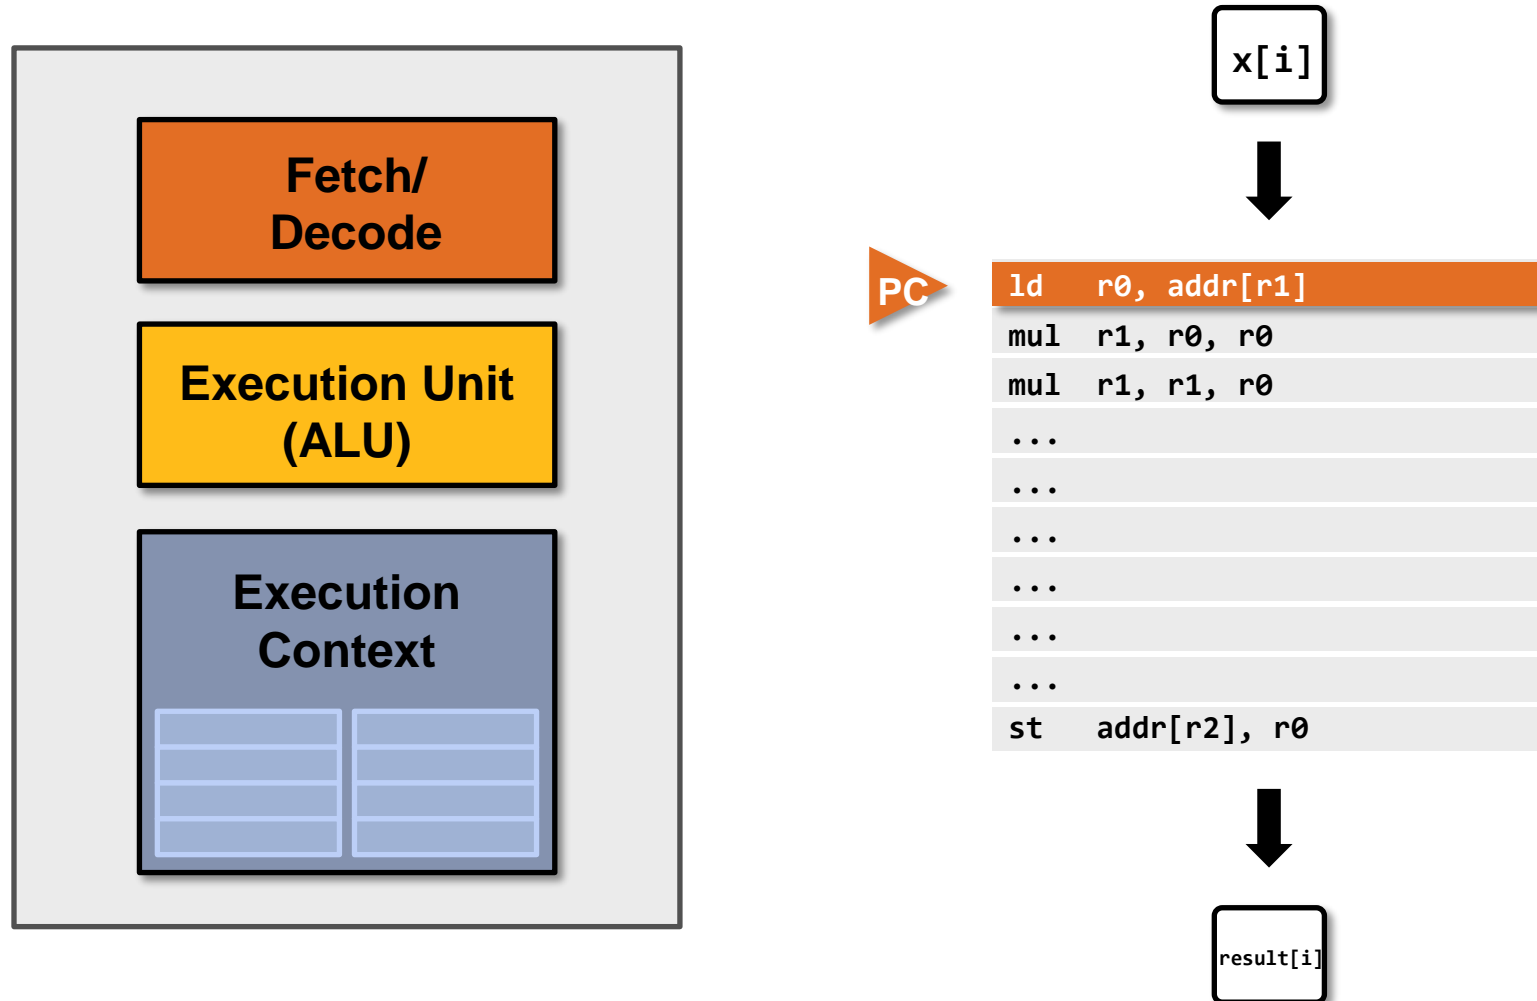 Fetch/
Decode
Execution Unit
(ALU)
Execution
Context
x[i]
PC
ld r0, addr[r1]
mul r1, r0, r0
mul r1, r1, r0
...
...
...
...
...
...
st addr[r2], r0
result[i]